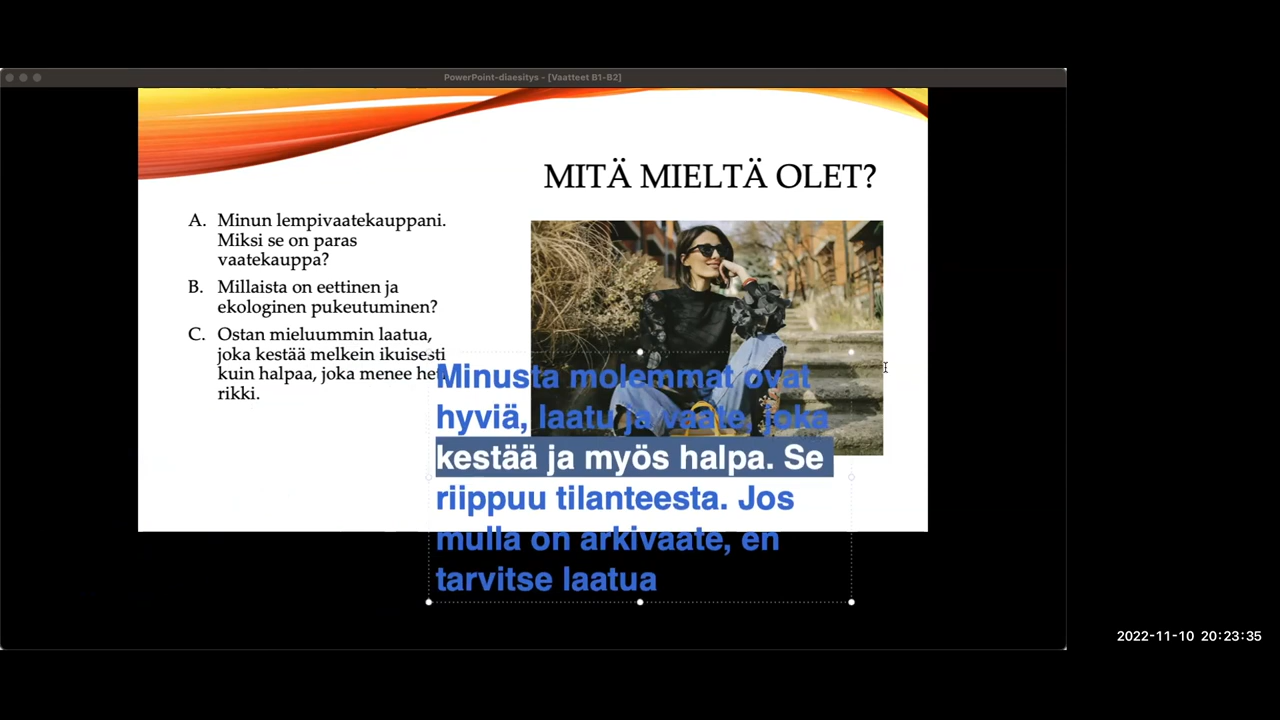 PowerPoint-diaesitys - [Vaatteet B1-B2]
MITÄ MIELTÄ OLET?
A. Minun lempivaatekauppani.
Miksi se on paras
vaatekauppa?
B. Millaista on eettinen ja
ekologinen pukeutuminen?
C. Ostan mieluummin laatua,
joka kestää melkein ikuisesti
kuin halpaa, joka menee heti
rikki.
Minusta molemmat ovat
hyviä, laatu ja vaate, joka
kestää ja myös halpa. Se
riippuu tilanteesta. Jos
mulla on arkivaate, en
tarvitse laatua
2022-11-10 20:23:35